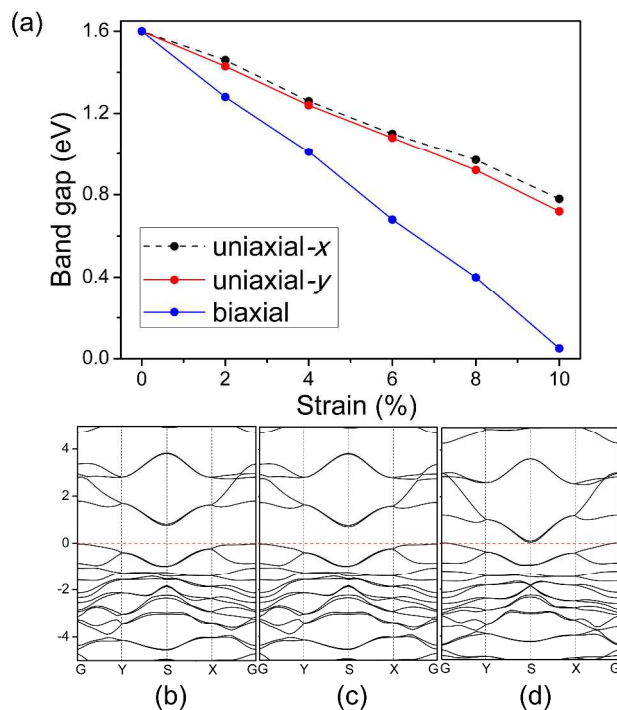 (a)
1.6
1.2
0.8
0.4
0.0
Band gap (eV)
uniaxial-x
uniaxial-y
biaxial
0 2 4 6 8 10
Strain (%)
4
2
0
-2
-4
G Y S X G Y S X G Y S X G
(b) (c) (d)